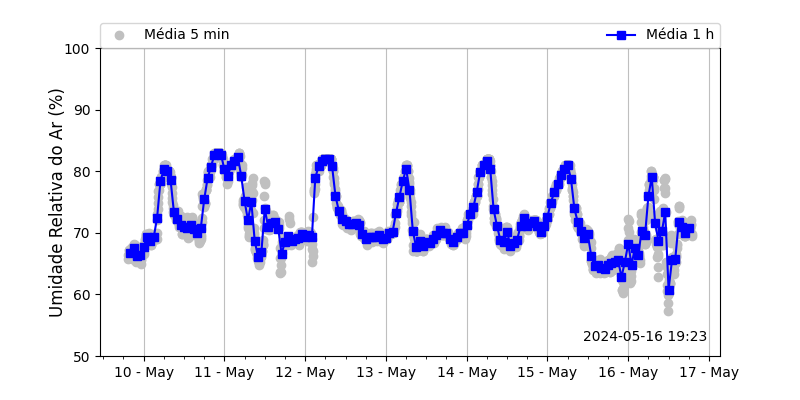 Média 5 min
Média 1 h
Umidade Relativa do Ar (%)
100
90
80
70
60
50
2024-05-16 19:23
10 - May
11 - May
12 - May
13 - May
14 - May
15 - May
16 - May
17 - May